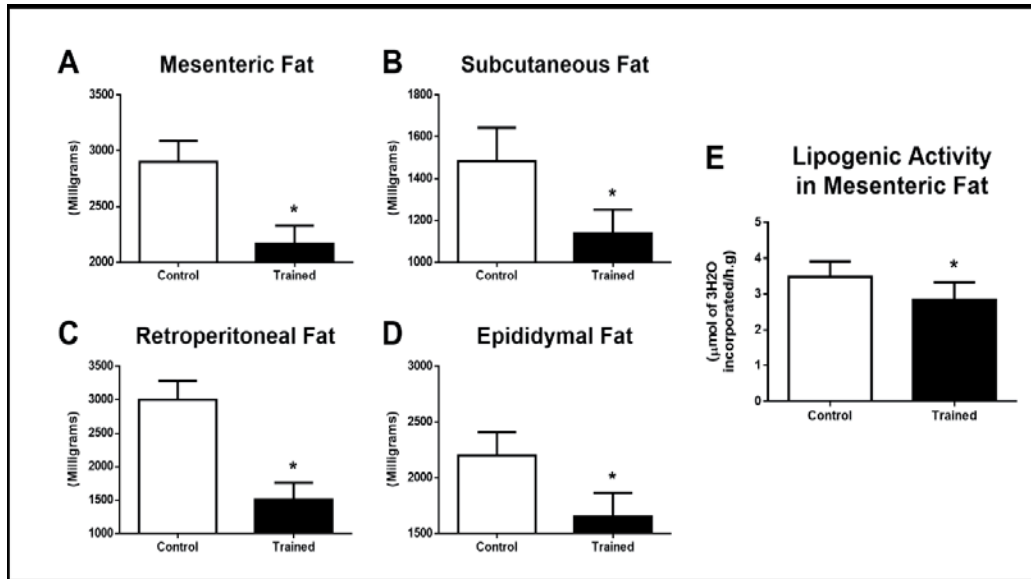 A Mesenteric Fat
(Milligrams)
3500
3000
2500
2000
*
Control Trained
B Subcutaneous Fat
(Milligrams)
1800
1600
1400
1200
1000
*
Control Trained
C Retroperitoneal Fat
(Milligrams)
3500
3000
2500
2000
1500
1000
*
Control Trained
D Epididymal Fat
(Milligrams)
3000
2500
2000
1500
*
Control Trained
E Lipogenic Activity
in Mesenteric Fat
(µmol of 3H2O
incorporated/h.g)
5
4
3
2
1
0
*
Control Trained